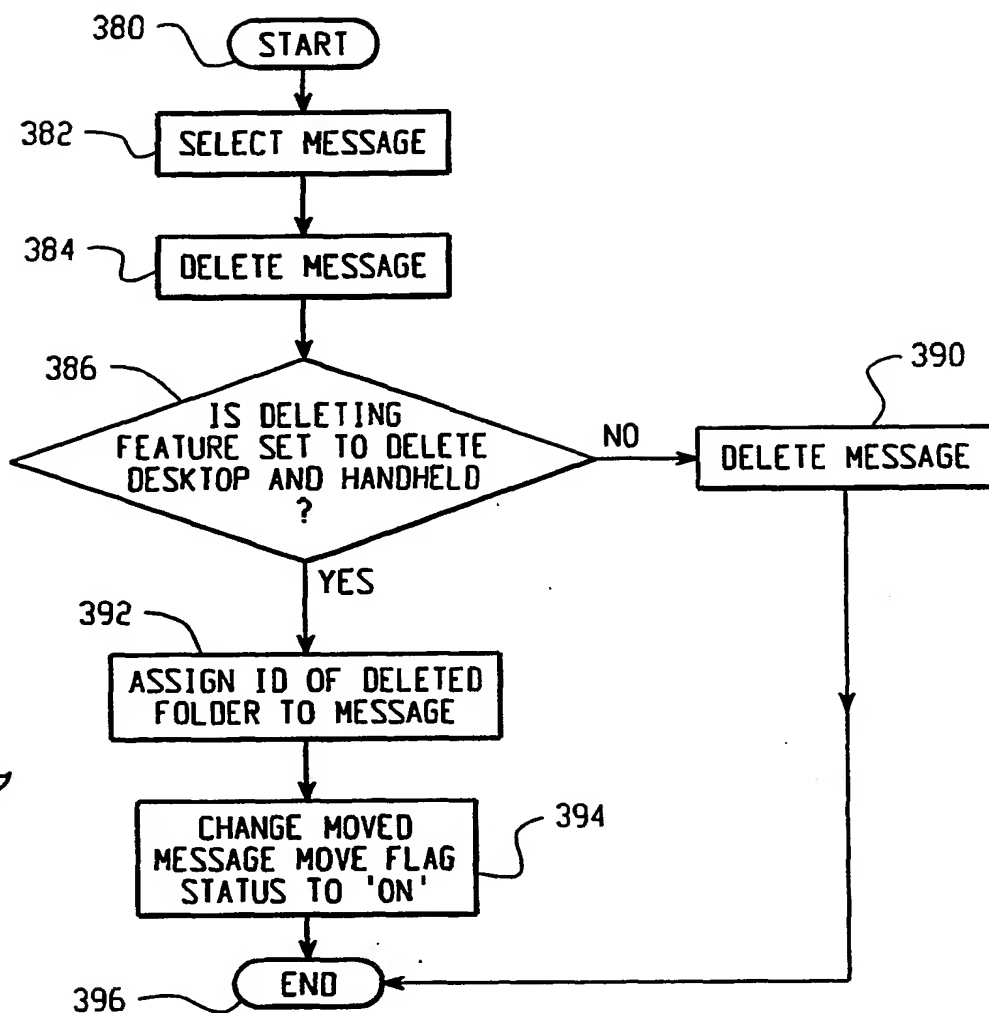 380
START
382
SELECT MESSAGE
384
DELETE MESSAGE
386
IS DELETING
FEATURE SET TO DELETE
DESKTOP AND HANDHELD
?
NO
390
DELETE MESSAGE
YES
392
ASSIGN ID OF DELETED
FOLDER TO MESSAGE
394
CHANGE MOVED
MESSAGE MOVE FLAG
STATUS TO 'ON'
END
396